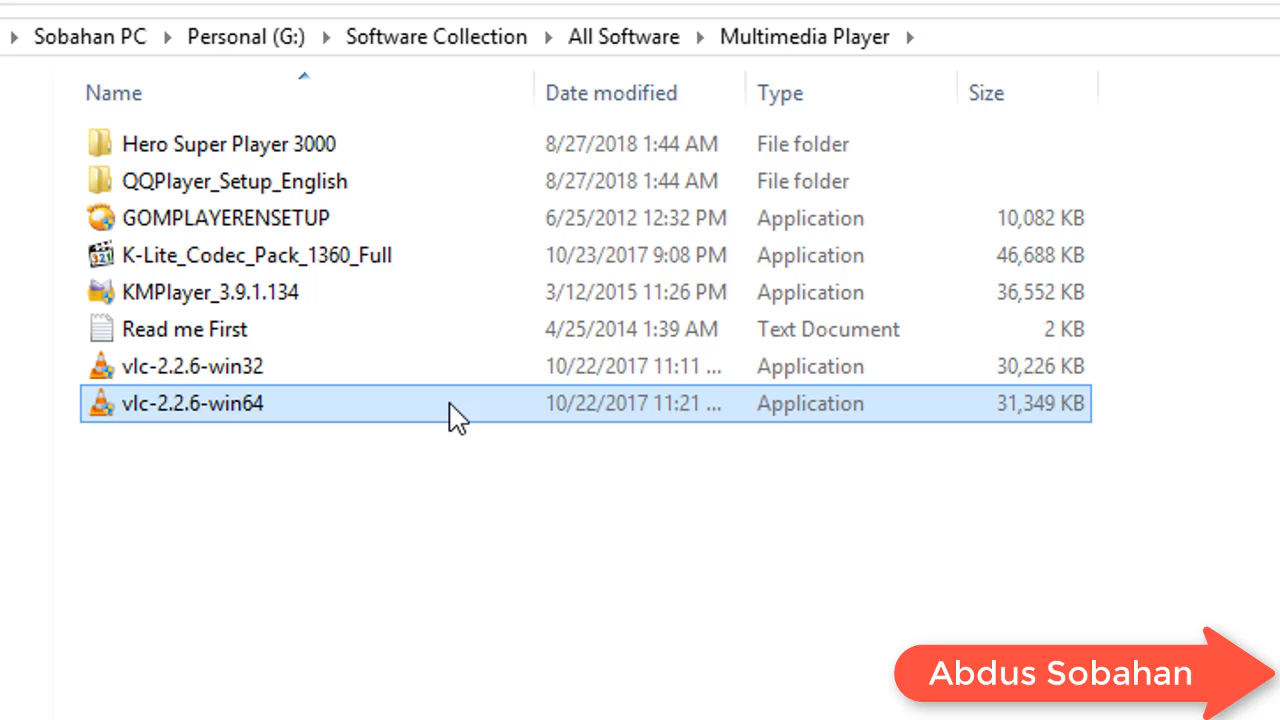 Sobahan PC Personal (G:) Software Collection All Software Multimedia Player
Name Date modified Type Size
Hero Super Player 3000 8/27/2018 1:44 AM File folder
QQPlayer_Setup_English 8/27/2018 1:44 AM File folder
GOMPLAYERENSETUP 6/25/2012 12:32 PM Application 10,082 KB
K-Lite_Codec_Pack_1360_Full 10/23/2017 9:08 PM Application 46,688 KB
KMPlayer_3.9.1.134 3/12/2015 11:26 PM Application 36,552 KB
Read me First 4/25/2014 1:39 AM Text Document 2 KB
vlc-2.2.6-win32 10/22/2017 11:11 ... Application 30,226 KB
vlc-2.2.6-win64 10/22/2017 11:21 ... Application 31,349 KB
Abdus Sobahan